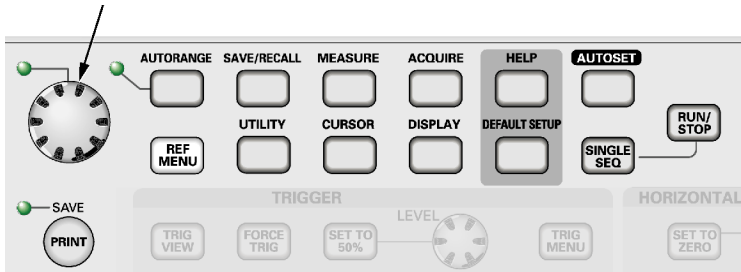 AUTORANGE SAVE/RECALL MEASURE ACQUIRE HELP AUTOSET
REF
MENU
UTILITY CURSOR DISPLAY DEFAULT SETUP
SINGLE
SEQ
RUN/
STOP
SAVE
PRINT
TRIGGER
HORIZONTAL
TRIG
VIEW
FORCE
TRIG
SET TO
50%
LEVEL
TRIG
MENU
SET TO
ZERO